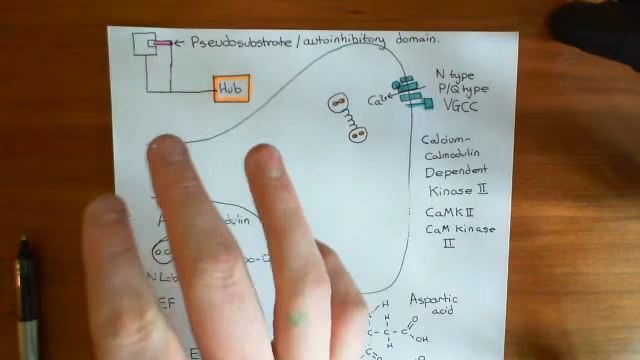 Pseudosubstrate/autoinhibitory domain.
Hub
N type
P/Q type
VGCC
Ca2+
Calcium-
Calmodulin
Dependent
Kinase II
CaMKII
CaM Kinase
II
N Lob
EF
E
Aspartic
acid
H
H
O
C-C-C
OH
H